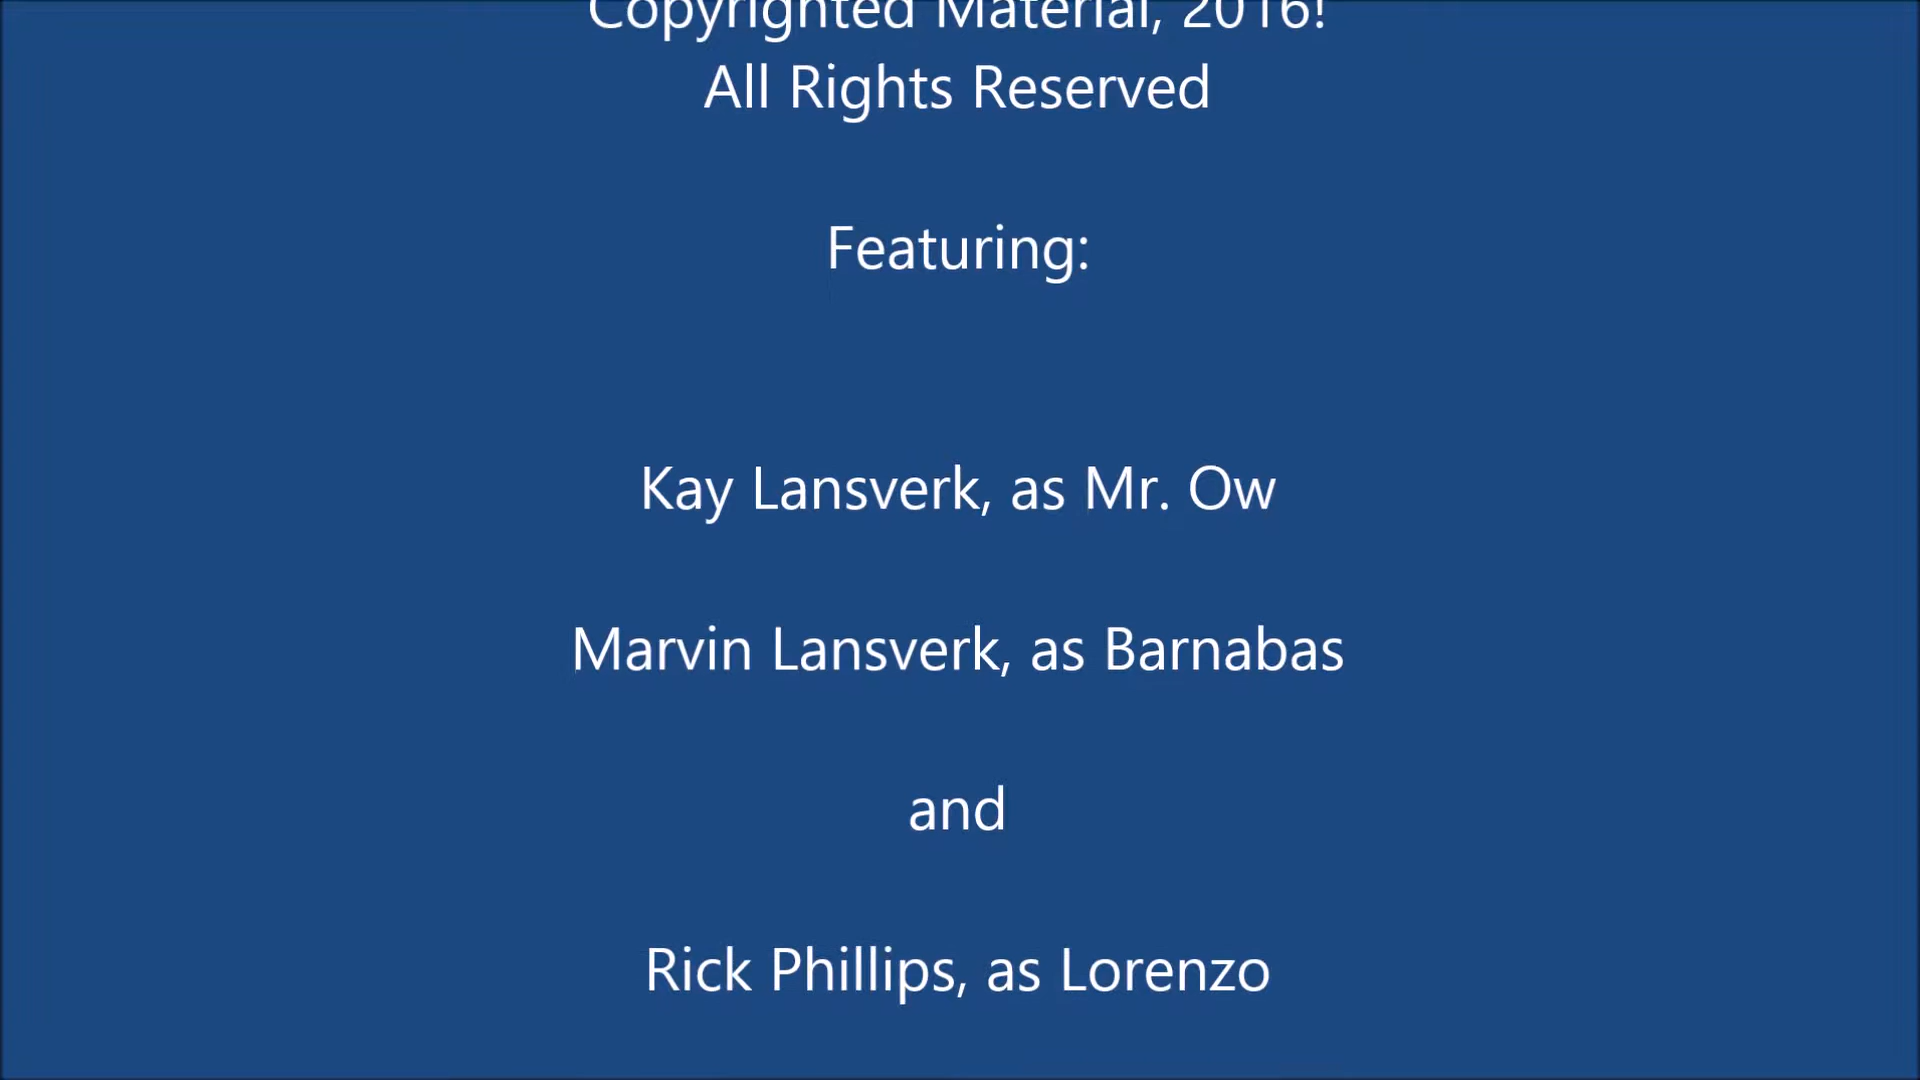 Copyrighted Material, 2016!
All Rights Reserved
Featuring:
Kay Lansverk, as Mr. Ow
Marvin Lansverk, as Barnabas
and
Rick Phillips, as Lorenzo